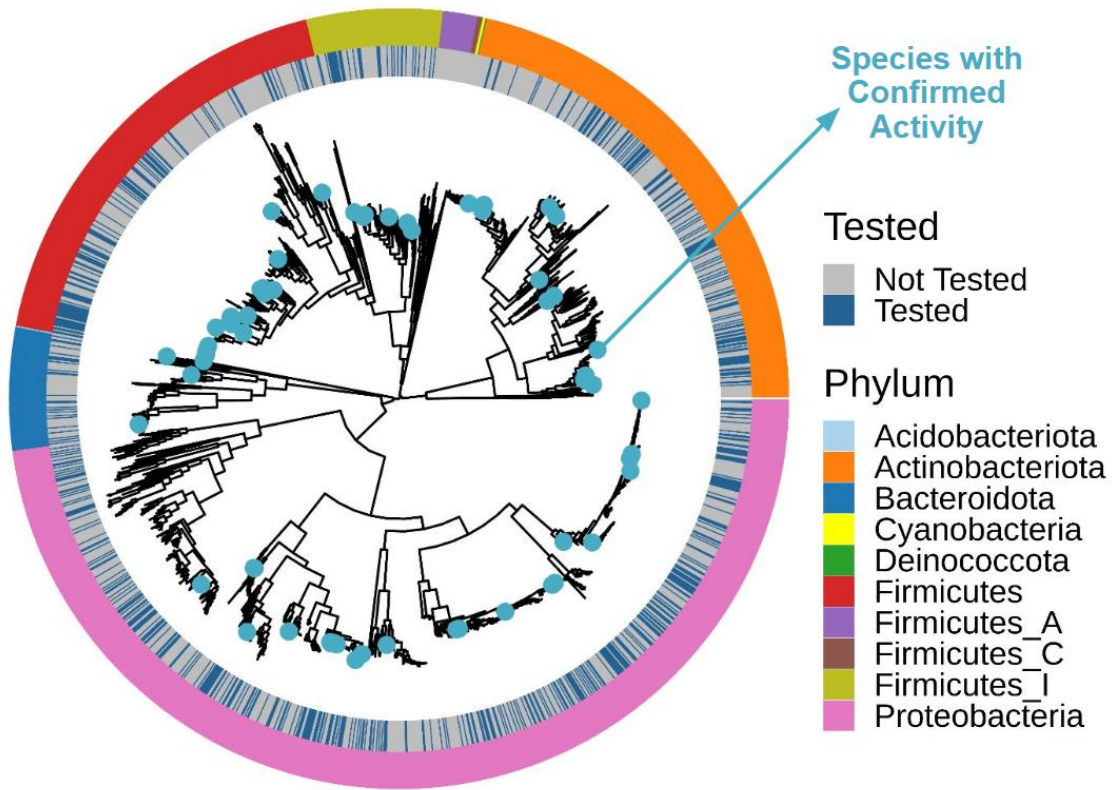 Species with
Confirmed
Activity
Tested
Not Tested
Tested
Phylum
Acidobacteriota
Actinobacteriota
Bacteroidota
Cyanobacteria
Deinococcota
Firmicutes
Firmicutes_A
Firmicutes_C
Firmicutes_I
Proteobacteria